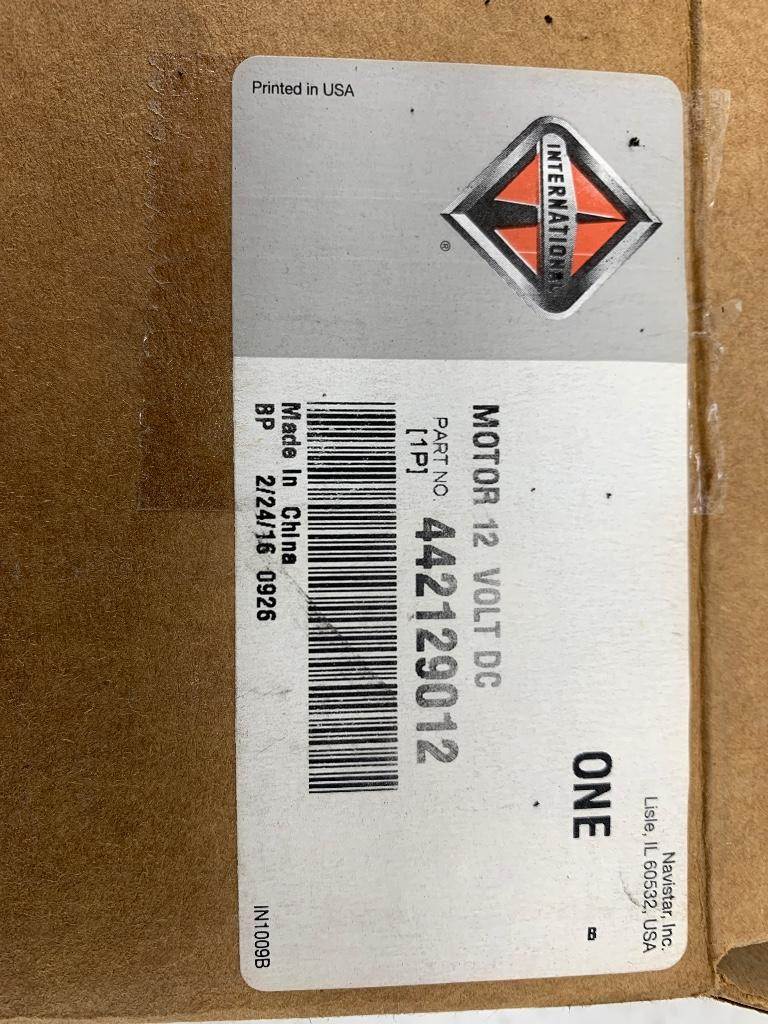 Printed in USA
INTERNATIONAL
®
Navistar, Inc.
Lisle, IL 60532, USA
ONE
B
MOTOR 12 VOLT DC
PART NO. 442129012
[1P]
Made In China
BP 2/24/16 0926
IN1009B